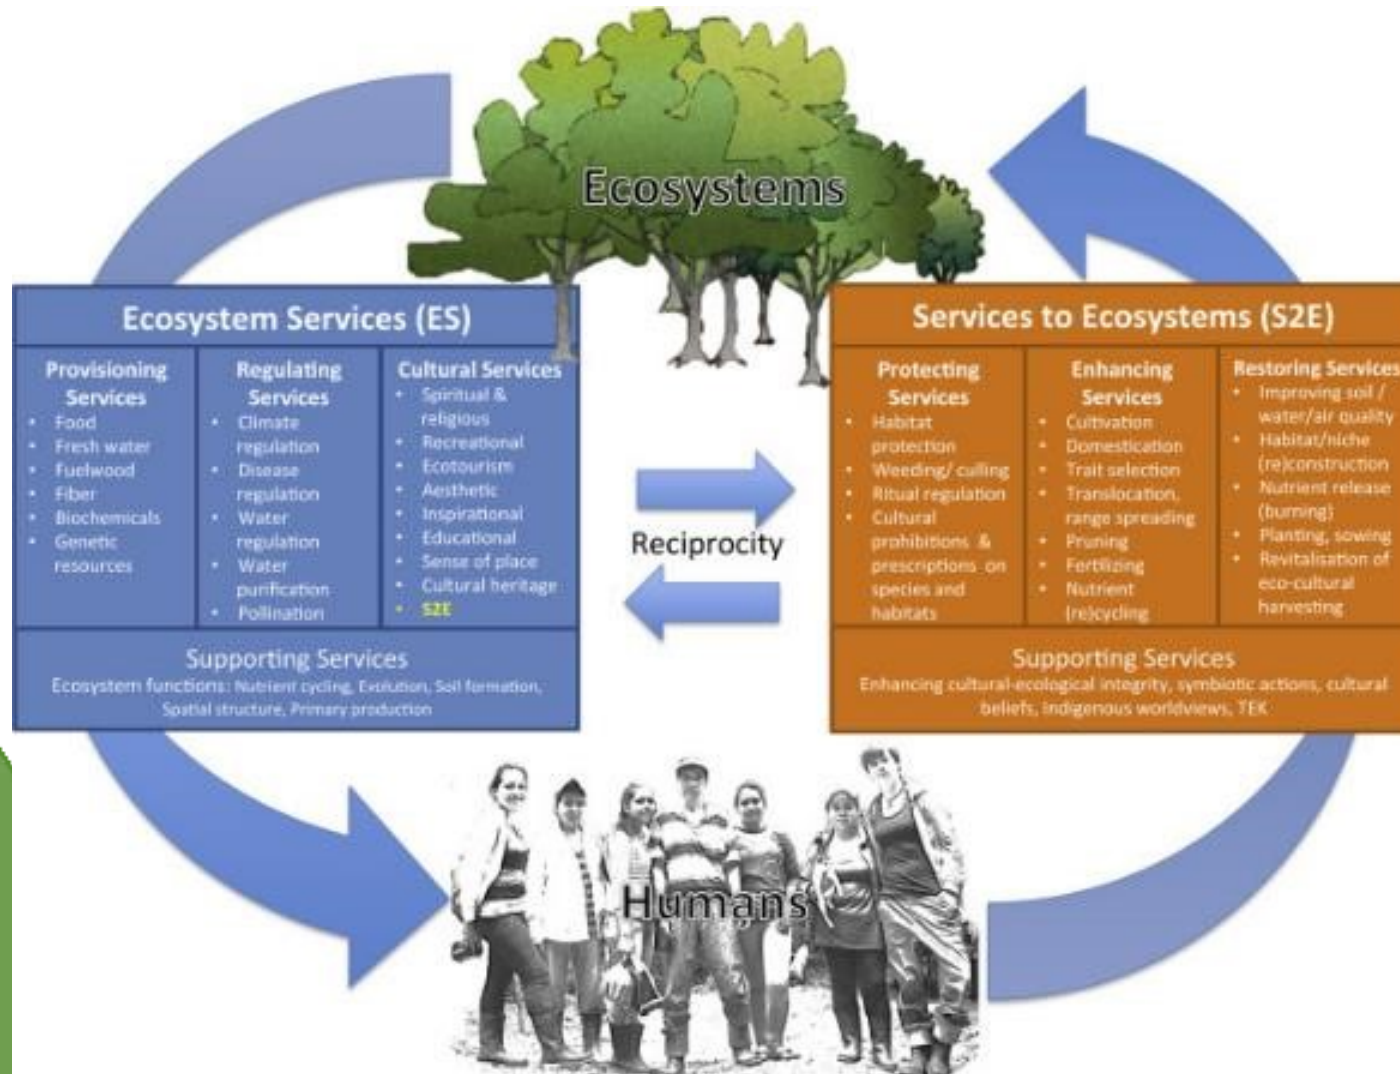 Ecosystems
Ecosystem Services (ES)
Provisioning
Services
• Food
• Fresh water
• Fuelwood
• Fiber
• Biochemicals
• Genetic
resources
Regulating
Services
• Climate
regulation
• Disease
regulation
• Water
regulation
• Water
purification
• Pollination
Cultural Services
• Spiritual &
religious
• Recreational
• Ecotourism
• Aesthetic
• Inspirational
• Educational
• Sense of place
• Cultural heritage
• S2E
Supporting Services
Ecosystem functions: Nutrient cycling, Evolution, Soil formation,
Spatial structure, Primary production
Reciprocity
Services to Ecosystems (S2E)
Protecting
Services
• Habitat
protection
• Weeding/ culling
• Ritual regulation
• Cultural
prohibitions &
prescriptions on
species and
habitats
Enhancing
Services
• Cultivation
• Domestication
• Trait selection
• Translocation,
range spreading
• Pruning
• Fertilizing
• Nutrient
(re)cycling
Restoring Services
• Improving soil /
water/air quality
• Habitat/niche
(re)construction
• Nutrient release
(burning)
• Planting, sowing
• Revitalisation of
eco-cultural
harvesting
Supporting Services
Enhancing cultural-ecological integrity, symbiotic actions, cultural
beliefs, Indigenous worldviews, TEK
Humans